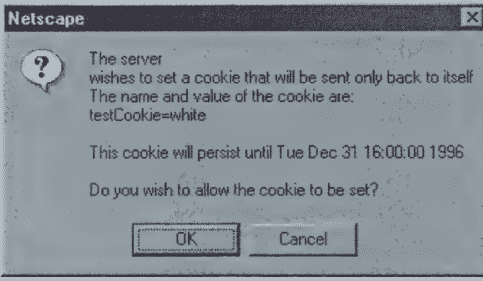 Netscape
?
The server
wishes to set a cookie that will be sent only back to itself
The name and value of the cookie are:
testCookie=white
This cookie will persist until Tue Dec 31 16:00:00 1996
Do you wish to allow the cookie to be set?
OK
Cancel